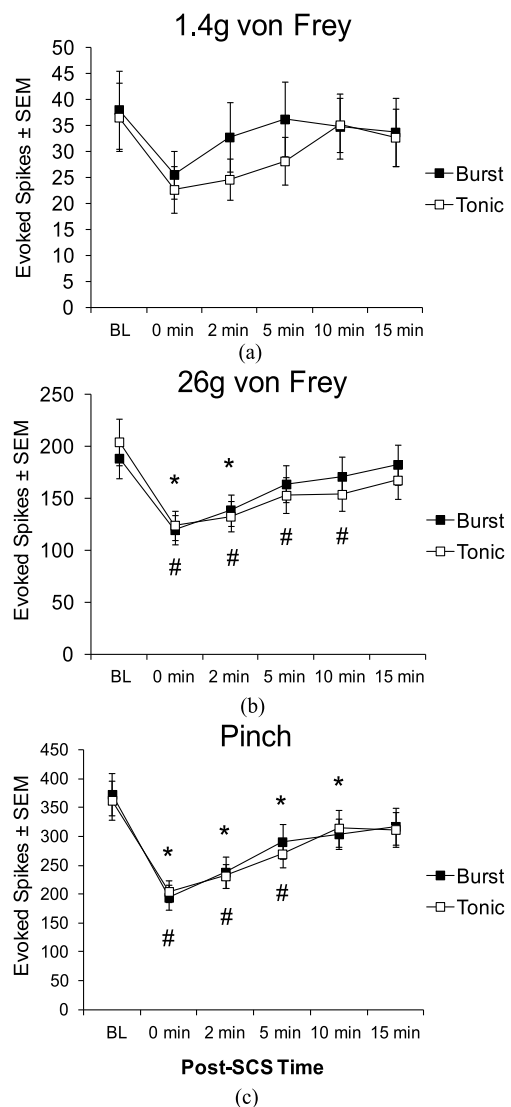 1.4g von Frey
50
45
40
35
30
25
20
15
10
5
0
Evoked Spikes ± SEM
Burst
Tonic
BL 0 min 2 min 5 min 10 min 15 min
(a)
26g von Frey
250
200
150
100
50
0
Evoked Spikes ± SEM
* *
# # # #
Burst
Tonic
BL 0 min 2 min 5 min 10 min 15 min
(b)
Pinch
450
400
350
300
250
200
150
100
50
0
Evoked Spikes ± SEM
* * * *
# # #
Burst
Tonic
BL 0 min 2 min 5 min 10 min 15 min
Post-SCS Time
(c)